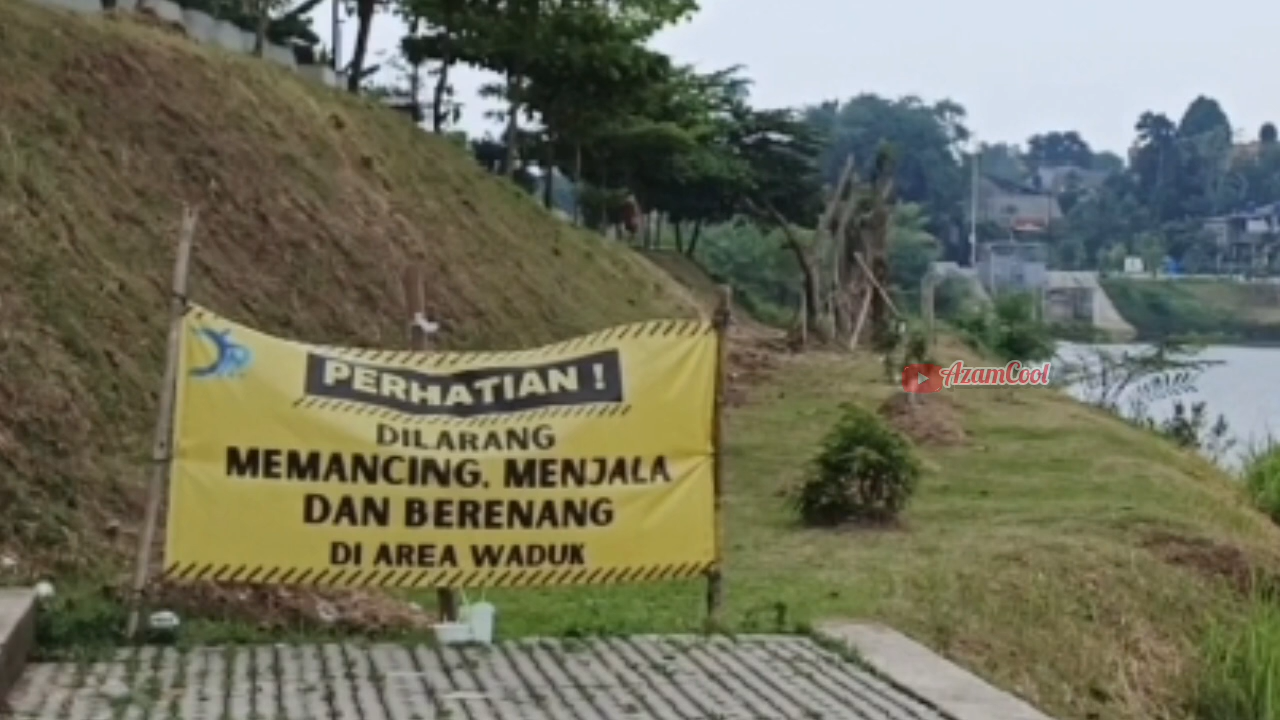 PERHATIAN !
DILARANG
MEMANCING, MENJALA
DAN BERENANG
DI AREA WADUK
AzamCool